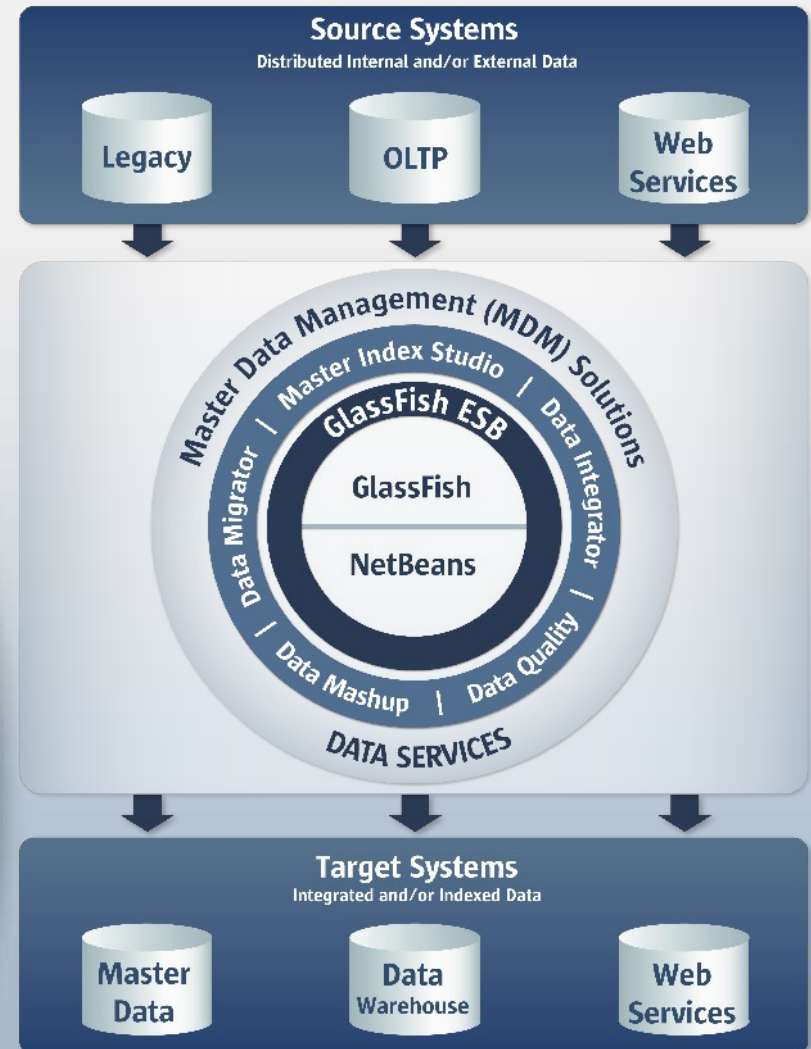 Source Systems
Distributed Internal and/or External Data
Legacy
OLTP
Web
Services
Master Data Management (MDM) Solutions
Data Migrator | Master Index Studio | Data Integrator |
GlassFish ESB
GlassFish
NetBeans
| Data Mashup | Data Quality
DATA SERVICES
Target Systems
Integrated and/or Indexed Data
Master
Data
Data
Warehouse
Web
Services